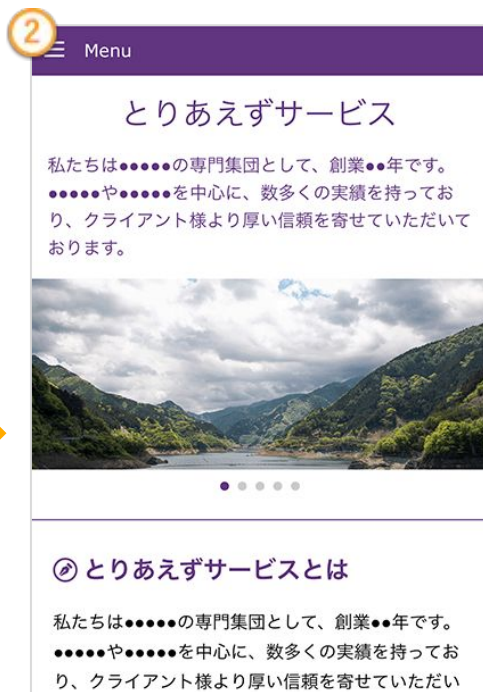 2
Menu
とりあえずサービス
私たちは●●●●●の専門集団として、創業●●年です。
●●●●●や●●●●●を中心に、数多くの実績を持ってお
り、クライアント様より厚い信頼を寄せていただいて
おります。
とりあえずサービスとは
私たちは●●●●●の専門集団として、創業●●年です。
●●●●●や●●●●●を中心に、数多くの実績を持ってお
り、クライアント様より厚い信頼を寄せていただい